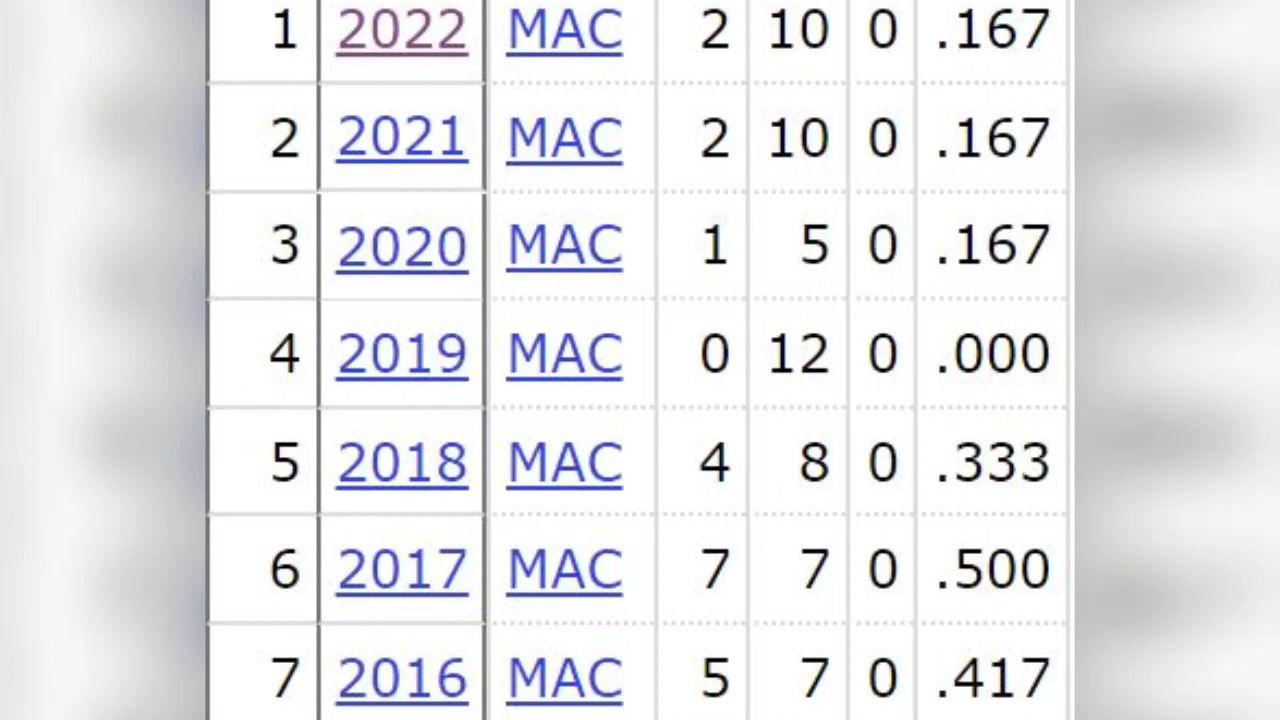 1 2022 MAC 2 10 0 .167
2 2021 MAC 2 10 0 .167
3 2020 MAC 1 5 0 .167
4 2019 MAC 0 12 0 .000
5 2018 MAC 4 8 0 .333
6 2017 MAC 7 7 0 .500
7 2016 MAC 5 7 0 .417